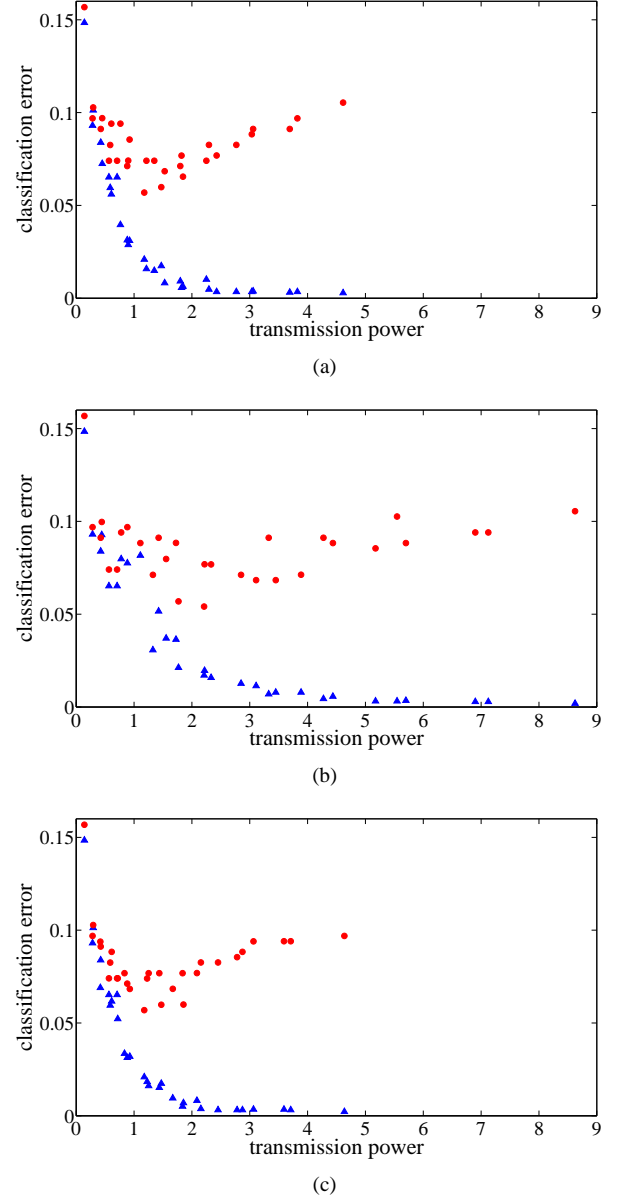 0.15
0.1
0.05
0
classification error
0 1 2 3 4 5 6 7 8 9
transmission power
(a)
0.15
0.1
0.05
0
classification error
0 1 2 3 4 5 6 7 8 9
transmission power
(b)
0.15
0.1
0.05
0
classification error
0 1 2 3 4 5 6 7 8 9
transmission power
(c)